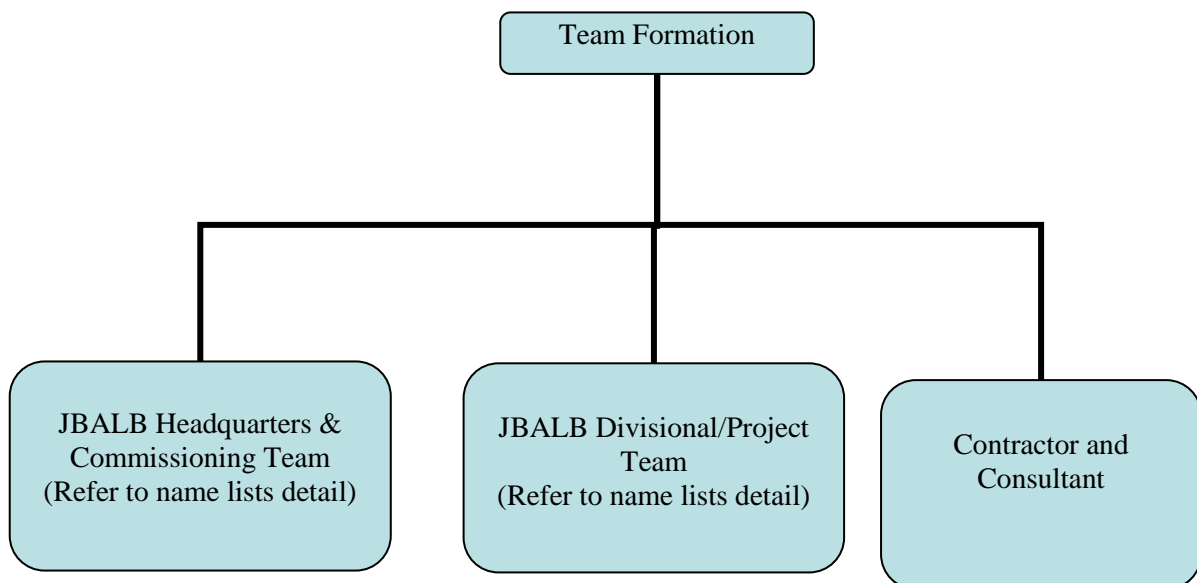 Team Formation
JBALB Headquarters &
Commissioning Team
(Refer to name lists detail)
JBALB Divisional/Project
Team
(Refer to name lists detail)
Contractor and
Consultant